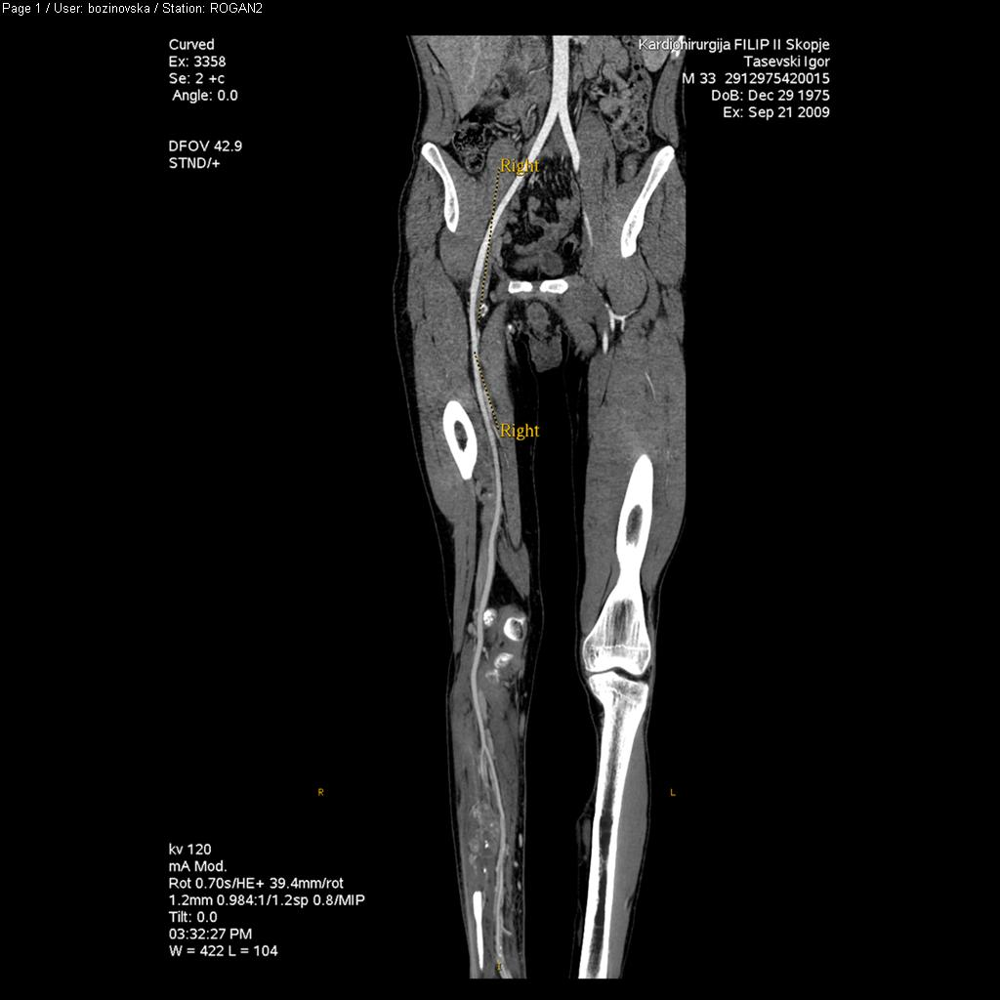 Page 1 / User: bozinovska / Station: ROGAN2
Curved
Ex: 3358
Se: 2 +c
Angle: 0.0
DFOV 42.9
STND/+
Kardiohirurgija FILIP II Skopje
Tasevski Igor
M 33 2912975420015
DoB: Dec 29 1975
Ex: Sep 21 2009
Right
Right
R
L
kv 120
mA Mod.
Rot 0.70s/HE+ 39.4mm/rot
1.2mm 0.984:1/1.2sp 0.8/MIP
Tilt: 0.0
03:32:27 PM
W = 422 L = 104
I